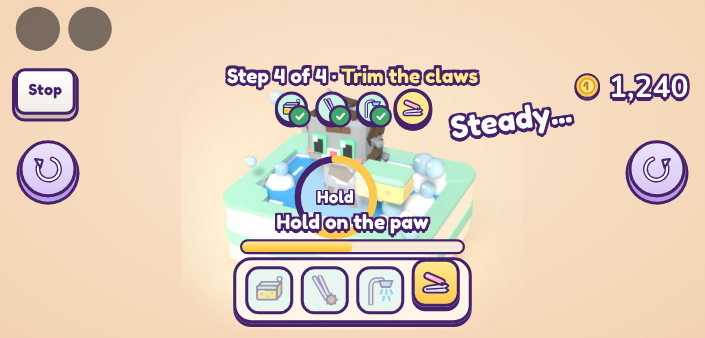 Step 4 of 4 · Trim the claws
Stop
1,240
Steady...
Hold
Hold on the paw